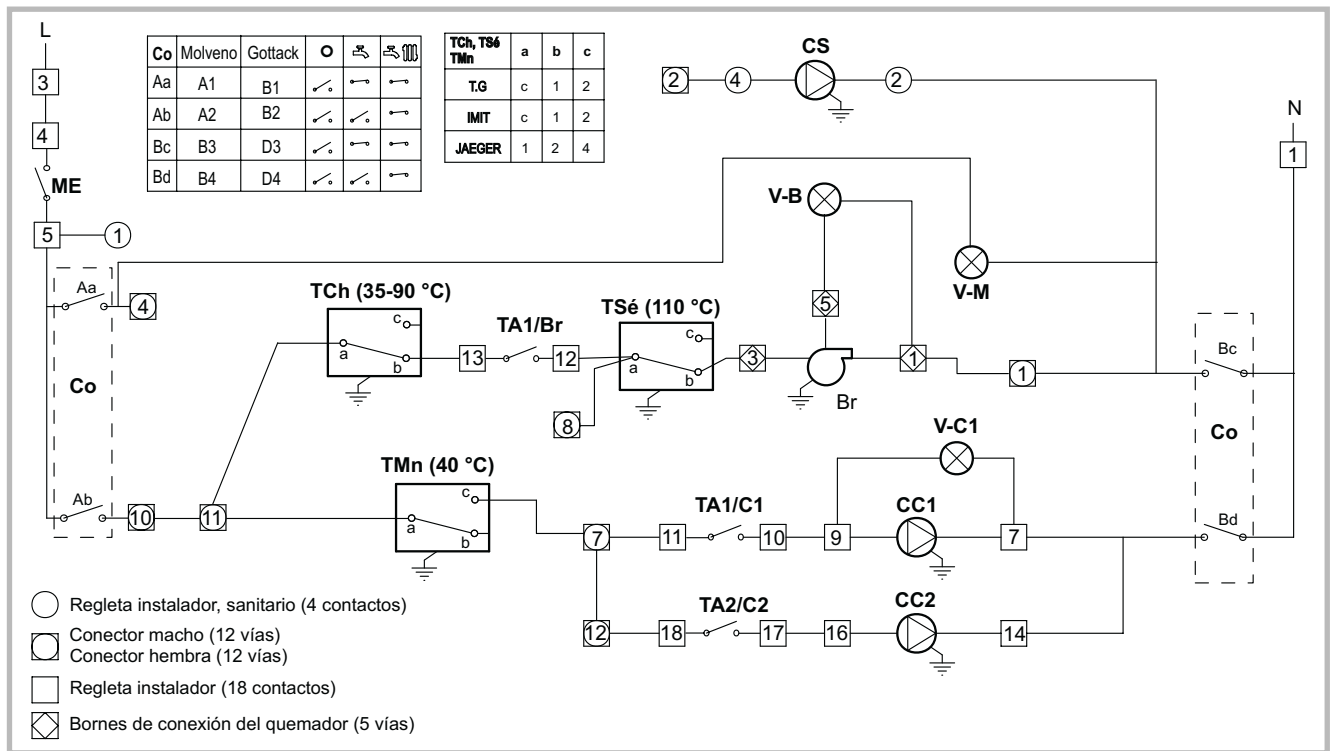 L
3
4
ME
5
1
Co Molveno Gottack
Aa A1 B1
Ab A2 B2
Bc B3 D3
Bd B4 D4
TCh, TSé a b c
TMn
T.G c 1 2
IMIT c 1 2
JAEGER 1 2 4
CS
2
4
2
N
1
V-B
V-M
Aa
4
TCh (35-90 °C)
c
a
b
13
TA1/Br
12
TSé (110 °C)
c
a
b
8
5
3
Br
1
1
Bc
Co
Co
Ab
10
11
TMn (40 °C)
c
a
b
V-C1
7
11
TA1/C1
10
9
CC1
7
Bd
12
18
TA2/C2
17
16
CC2
14
Regleta instalador, sanitario (4 contactos)
Conector macho (12 vías)
Conector hembra (12 vías)
Regleta instalador (18 contactos)
Bornes de conexión del quemador (5 vías)